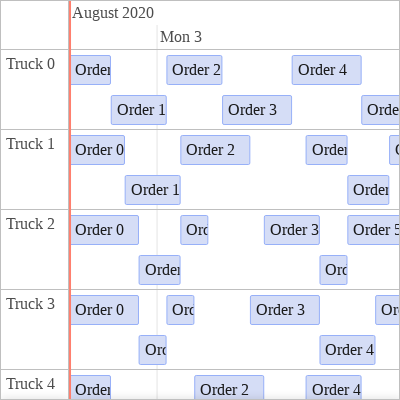 August 2020
Mon 3
Truck 0
Order
Order 2
Order 4
Order 1
Order 3
Orde
Truck 1
Order 0
Order 2
Order
Order 1
Order
Truck 2
Order 0
Orc
Order 3
Order 5
Order
Orc
Truck 3
Order 0
Orc
Order 3
Or
Orc
Order 4
Truck 4
Order
Order 2
Order 4